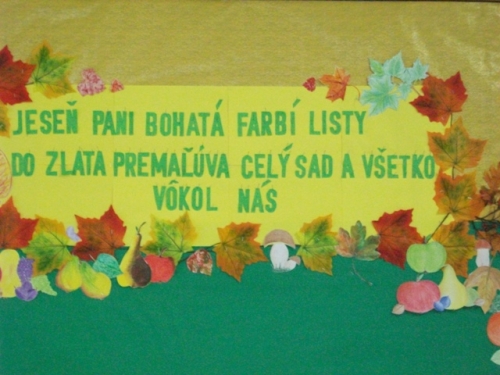 JESEŇ PANI BOHATÁ FARBÍ LISTY
DO ZLATA PREMAĽÚVA CELÝ SAD A VŠETKO
VÔKOL NÁS